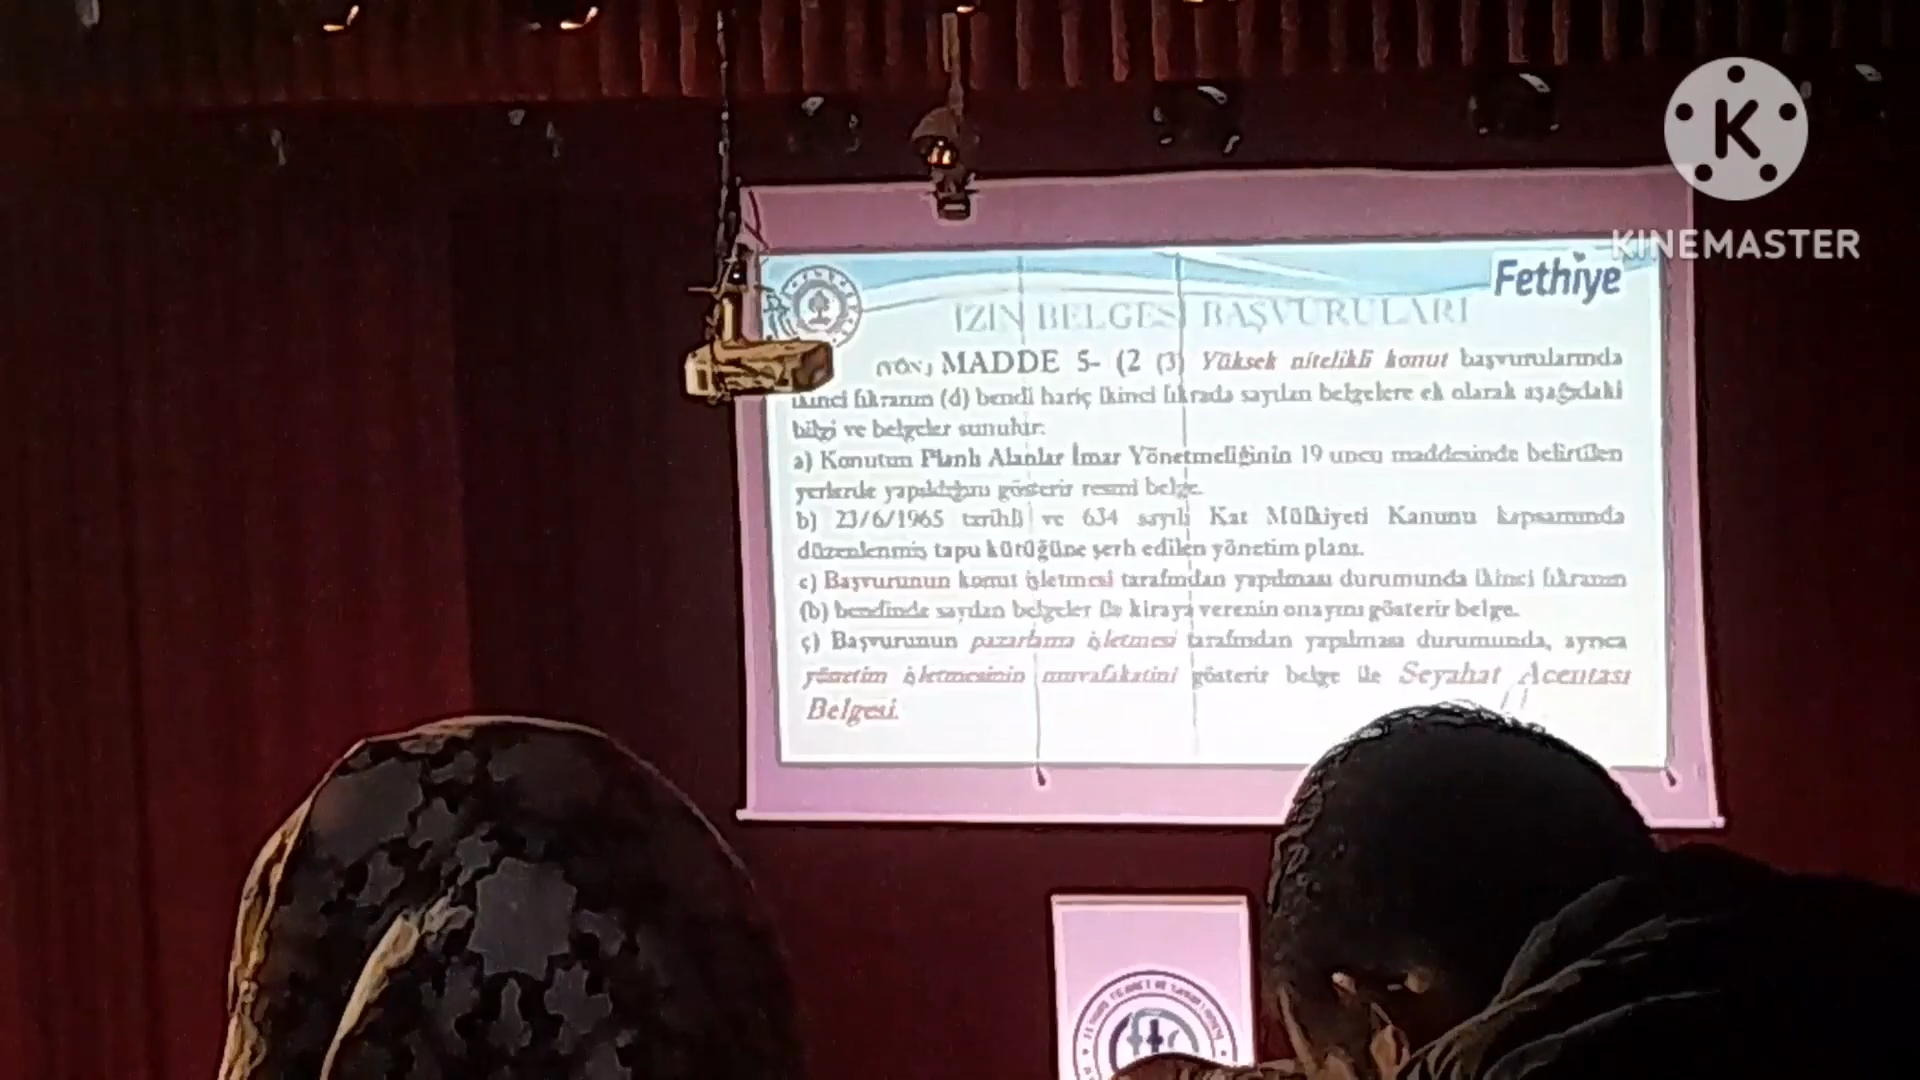 KINEMASTER
Fethiye
İZİN BELGESİ BAŞVURULARI
(YÖN.) MADDE 5- (2 (3) Yüksek nitelikli konut başvurularında
ikinci fıkranın (d) bendi hariç ikinci fıkrada sayılan belgelere ek olarak aşağıdaki
bilgi ve belgeler sunulur:
a) Konutun Planlı Alanlar İmar Yönetmeliğinin 19 uncu maddesinde belirtilen
yerlerde yapıldığını gösterir resmi belge.
b) 23/6/1965 tarihli ve 634 sayılı Kat Mülkiyeti Kanunu kapsamında
düzenlenmiş tapu kütüğüne şerh edilen yönetim planı.
c) Başvurunun konut işletmesi tarafından yapılması durumunda ikinci fıkranın
(b) bendinde sayılan belgeler ile kiraya verenin onayını gösterir belge.
ç) Başvurunun pazarlama işletmesi tarafından yapılması durumunda, ayrıca
yönetim işletmesinin muvafakatini gösterir belge ile Seyahat Acentası
Belgesi.